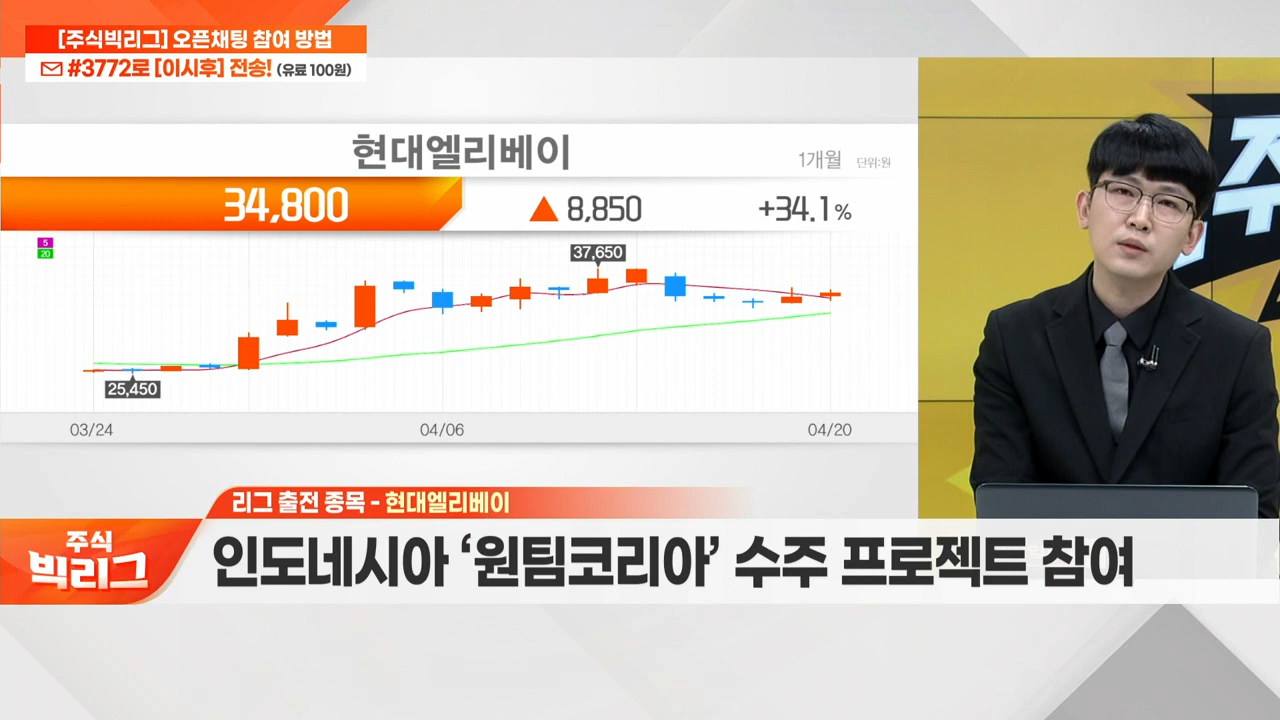 [주식빅리그] 오픈채팅 참여 방법
#3772로 [이시후] 전송! (유료 100원)
현대엘리베이
1개월 단위:원
34,800 ▲ 8,850 +34.1%
5
20
37,650
25,450
03/24 04/06 04/20
리그 출전 종목 - 현대엘리베이
주식
빅리그
인도네시아 ‘원팀코리아’ 수주 프로젝트 참여